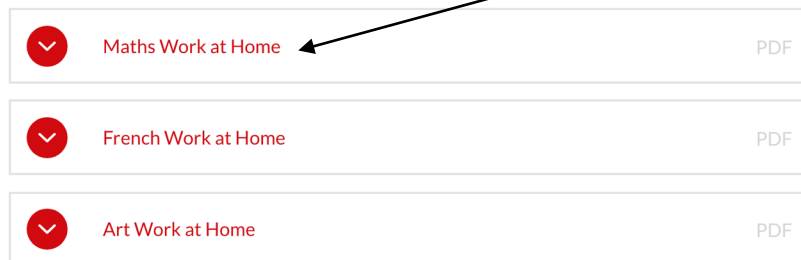 Maths Work at Home PDF
French Work at Home PDF
Art Work at Home PDF